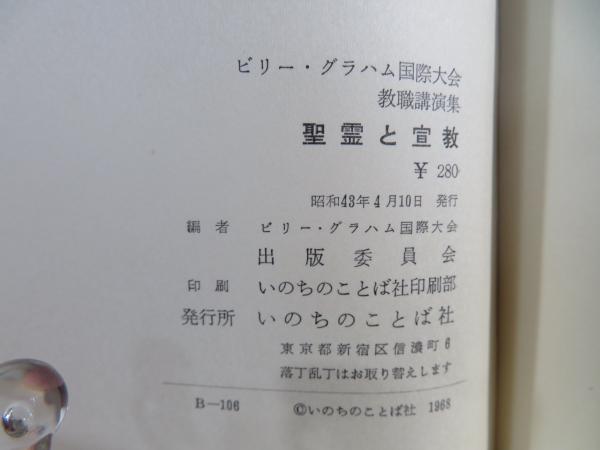 ビリー・グラハム国際大会
教職講演集
聖霊と宣教
¥ 280
昭和43年4月10日 発行
編者 ビリー・グラハム国際大会
出版委員会
印刷 いのちのことば社印刷部
発行所 いのちのことば社
東京都新宿区信濃町6
落丁乱丁はお取り替えします
B—106 ©いのちのことば社 1968